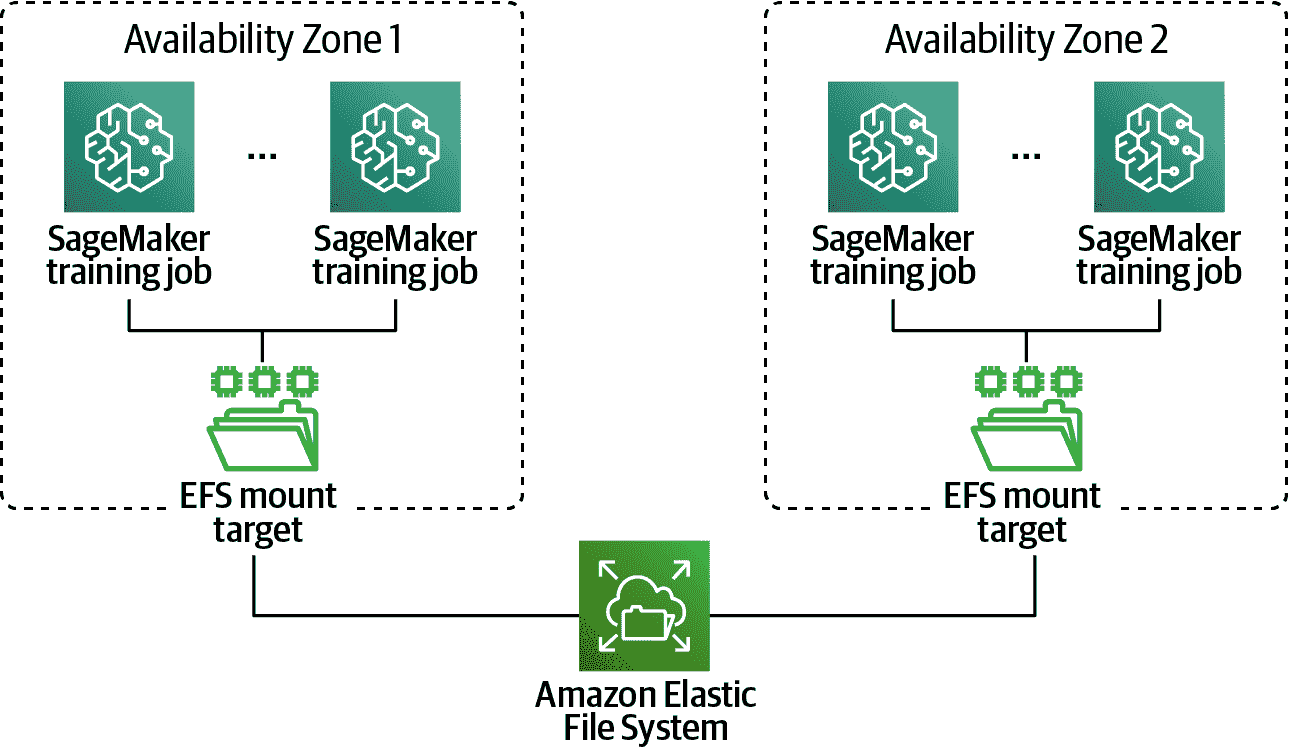 Availability Zone 1
...
SageMaker
training job
SageMaker
training job
EFS mount
target
Availability Zone 2
...
SageMaker
training job
SageMaker
training job
EFS mount
target
Amazon Elastic
File System